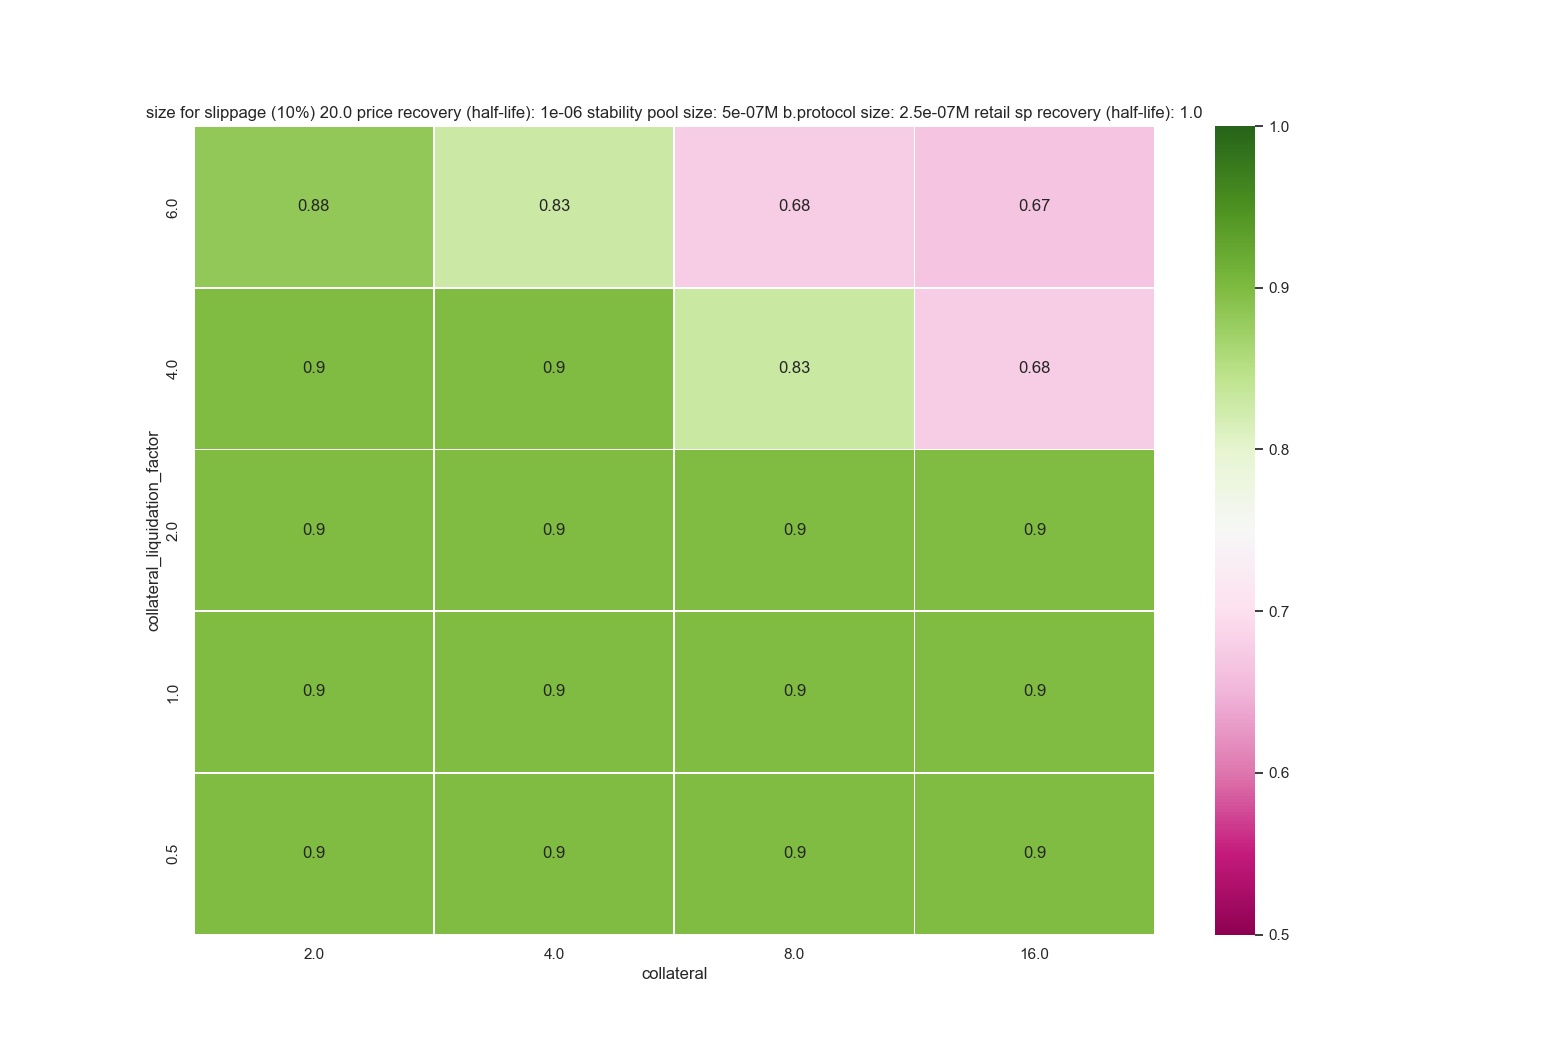 size for slippage (10%) 20.0 price recovery (half-life): 1e-06 stability pool size: 5e-07M b.protocol size: 2.5e-07M retail sp recovery (half-life): 1.0
6.0 0.88 0.83 0.68 0.67
4.0 0.9 0.9 0.83 0.68
2.0 0.9 0.9 0.9 0.9
1.0 0.9 0.9 0.9 0.9
0.5 0.9 0.9 0.9 0.9
collateral_liquidation_factor
2.0 4.0 8.0 16.0
collateral
1.0
0.9
0.8
0.7
0.6
0.5